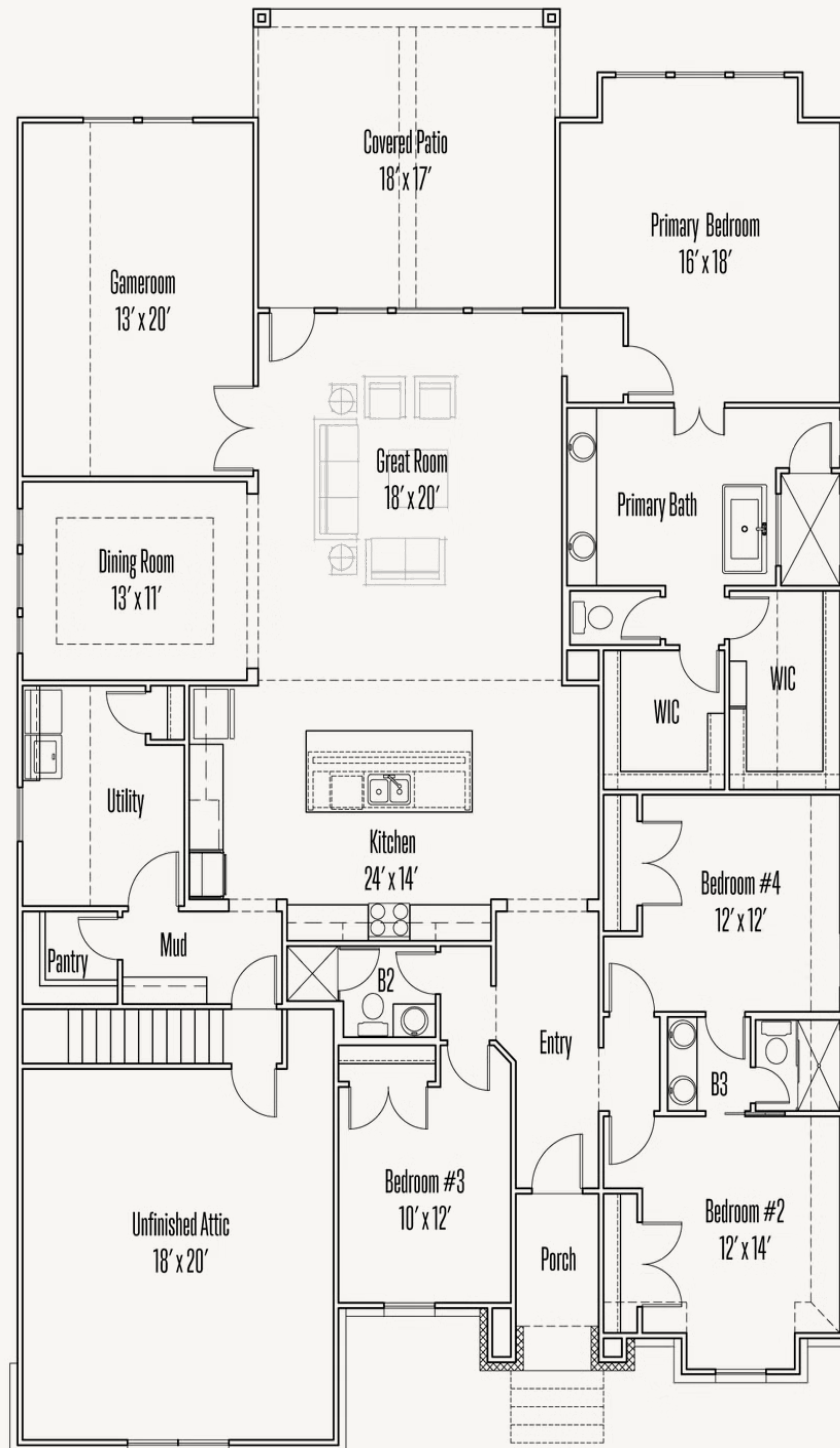 Covered Patio
18' x 17'
Primary Bedroom
16' x 18'
Gameroom
13' x 20'
Great Room
18' x 20'
Primary Bath
Dining Room
13' x 11'
WIC
WIC
Utility
Kitchen
24' x 14'
Bedroom #4
12' x 12'
Pantry
Mud
B2
Entry
B3
Bedroom #3
10' x 12'
Bedroom #2
12' x 14'
Unfinished Attic
18' x 20'
Porch